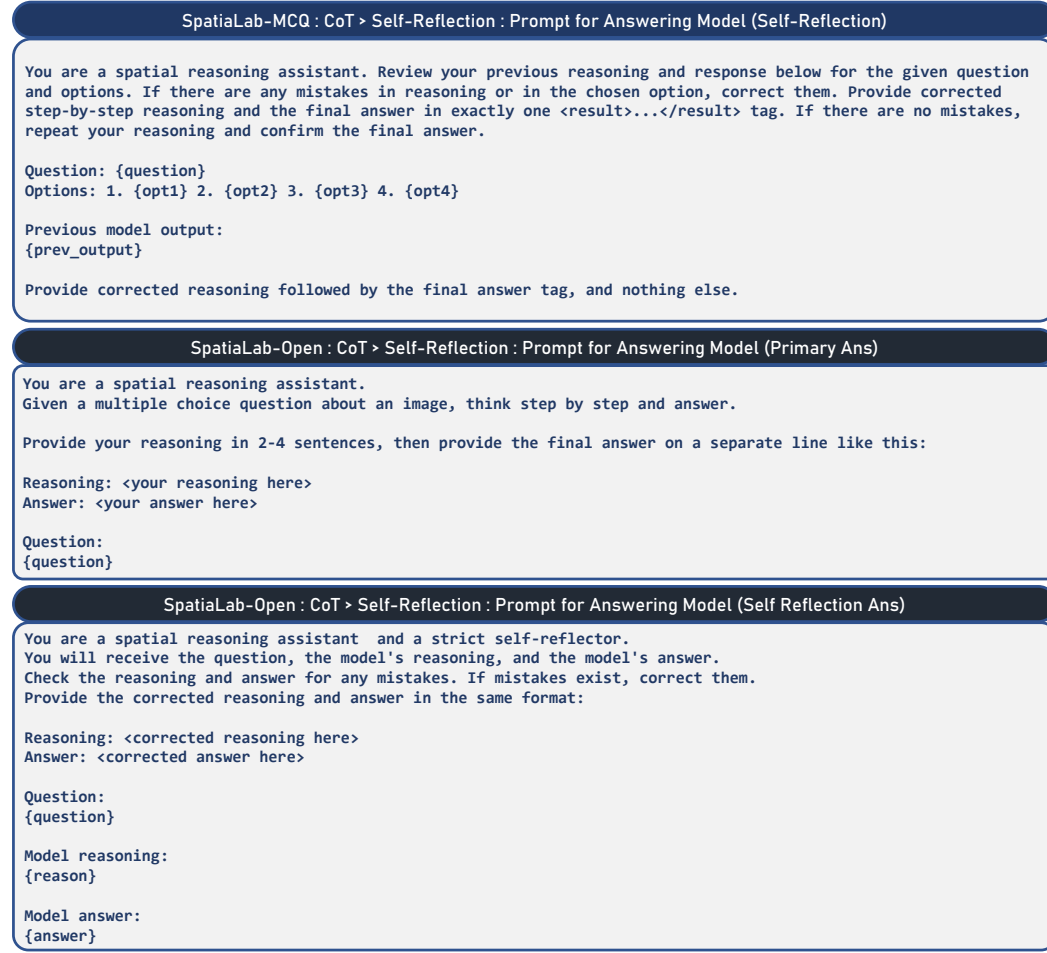 SpatiaLab-MCQ : CoT > Self-Reflection : Prompt for Answering Model (Self-Reflection)
You are a spatial reasoning assistant. Review your previous reasoning and response below for the given question
and options. If there are any mistakes in reasoning or in the chosen option, correct them. Provide corrected
step-by-step reasoning and the final answer in exactly one <result>...</result> tag. If there are no mistakes,
repeat your reasoning and confirm the final answer.
Question: {question}
Options: 1. {opt1} 2. {opt2} 3. {opt3} 4. {opt4}
Previous model output:
{prev_output}
Provide corrected reasoning followed by the final answer tag, and nothing else.
SpatiaLab-Open : CoT > Self-Reflection : Prompt for Answering Model (Primary Ans)
You are a spatial reasoning assistant.
Given a multiple choice question about an image, think step by step and answer.
Provide your reasoning in 2-4 sentences, then provide the final answer on a separate line like this:
Reasoning: <your reasoning here>
Answer: <your answer here>
Question:
{question}
SpatiaLab-Open : CoT > Self-Reflection : Prompt for Answering Model (Self Reflection Ans)
You are a spatial reasoning assistant  and a strict self-reflector.
You will receive the question, the model's reasoning, and the model's answer.
Check the reasoning and answer for any mistakes. If mistakes exist, correct them.
Provide the corrected reasoning and answer in the same format:
Reasoning: <corrected reasoning here>
Answer: <corrected answer here>
Question:
{question}
Model reasoning:
{reason}
Model answer:
{answer}